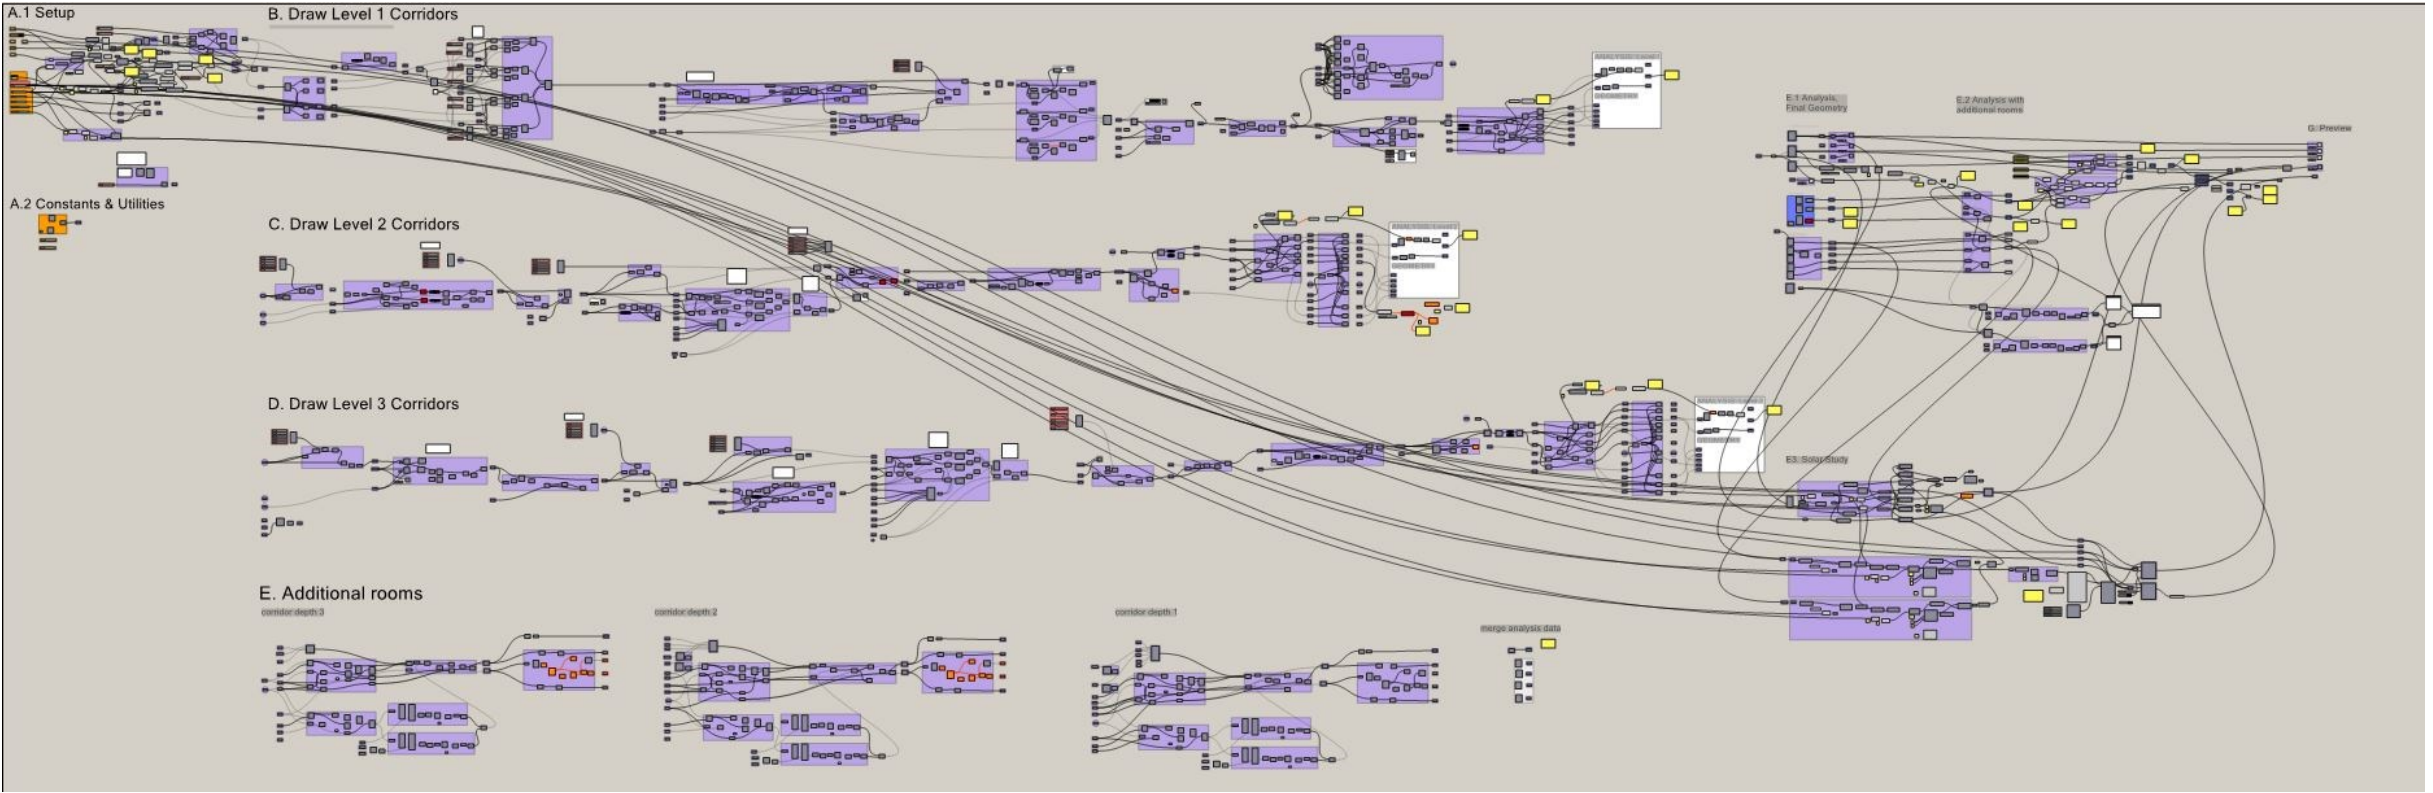 A.1 Setup
B. Draw Level 1 Corridors
E.1 Analysis,
Final Geometry
E.2 Analysis with
additional rooms
G. Preview
A.2 Constants & Utilities
C. Draw Level 2 Corridors
D. Draw Level 3 Corridors
E3. Solar Study
E. Additional rooms
corridor depth 3
corridor depth 2
corridor depth 1
merge analysis data